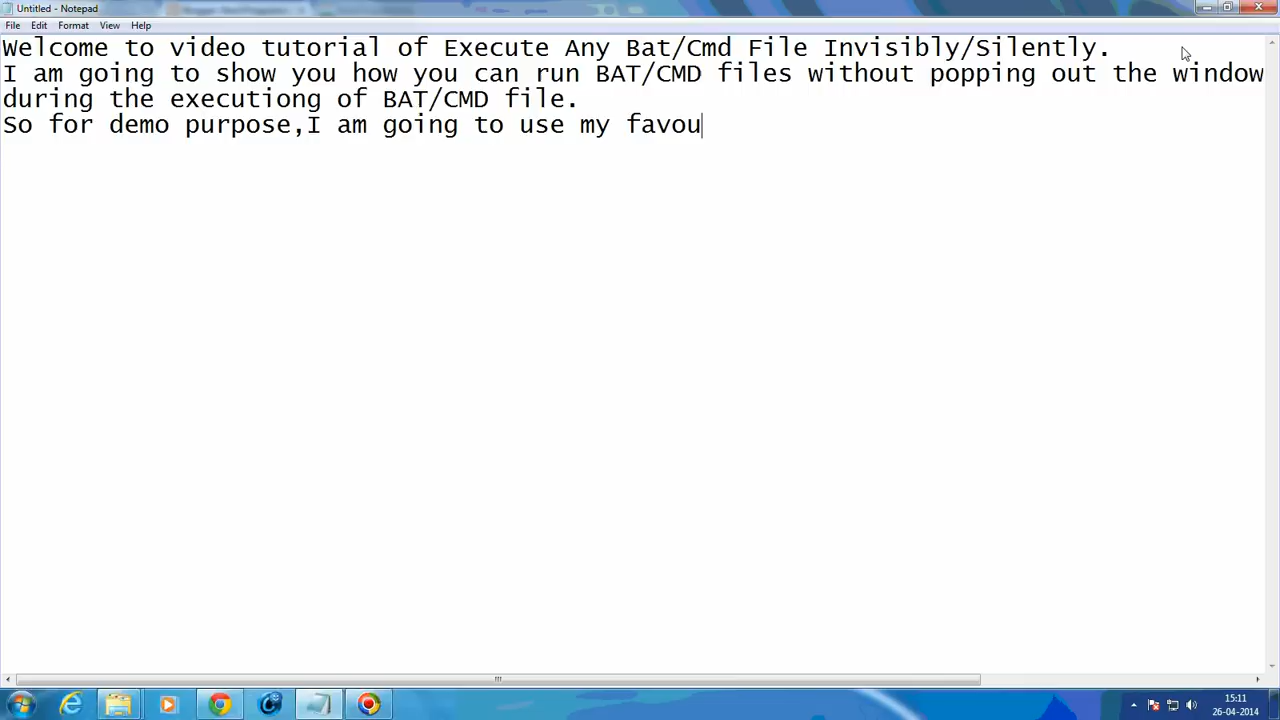 Untitled - Notepad
File Edit Format View Help
Welcome to video tutorial of Execute Any Bat/Cmd File Invisibly/Silently.
I am going to show you how you can run BAT/CMD files without popping out the window
during the executiong of BAT/CMD file.
So for demo purpose,I am going to use my favou
15:11
26-04-2014